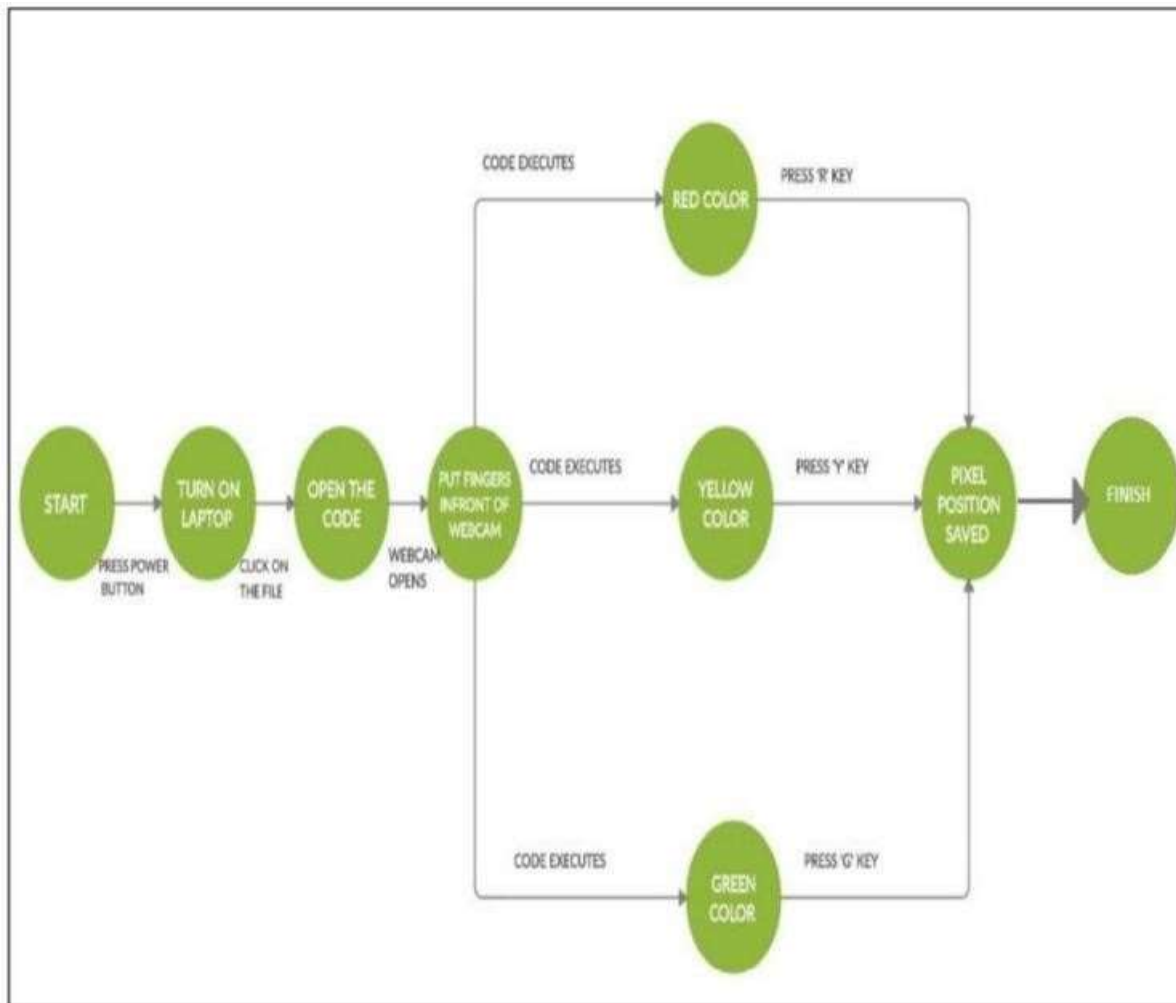 CODE EXECUTES
RED COLOR
PRESS 'R' KEY
START
PRESS POWER
BUTTON
TURN ON
LAPTOP
CLICK ON
THE FILE
OPEN THE
CODE
WEBCAM
OPENS
PUT FINGERS
INFRONT OF
WEBCAM
CODE EXECUTES
YELLOW
COLOR
PRESS 'Y' KEY
PIXEL
POSITION
SAVED
FINISH
CODE EXECUTES
GREEN
COLOR
PRESS 'G' KEY